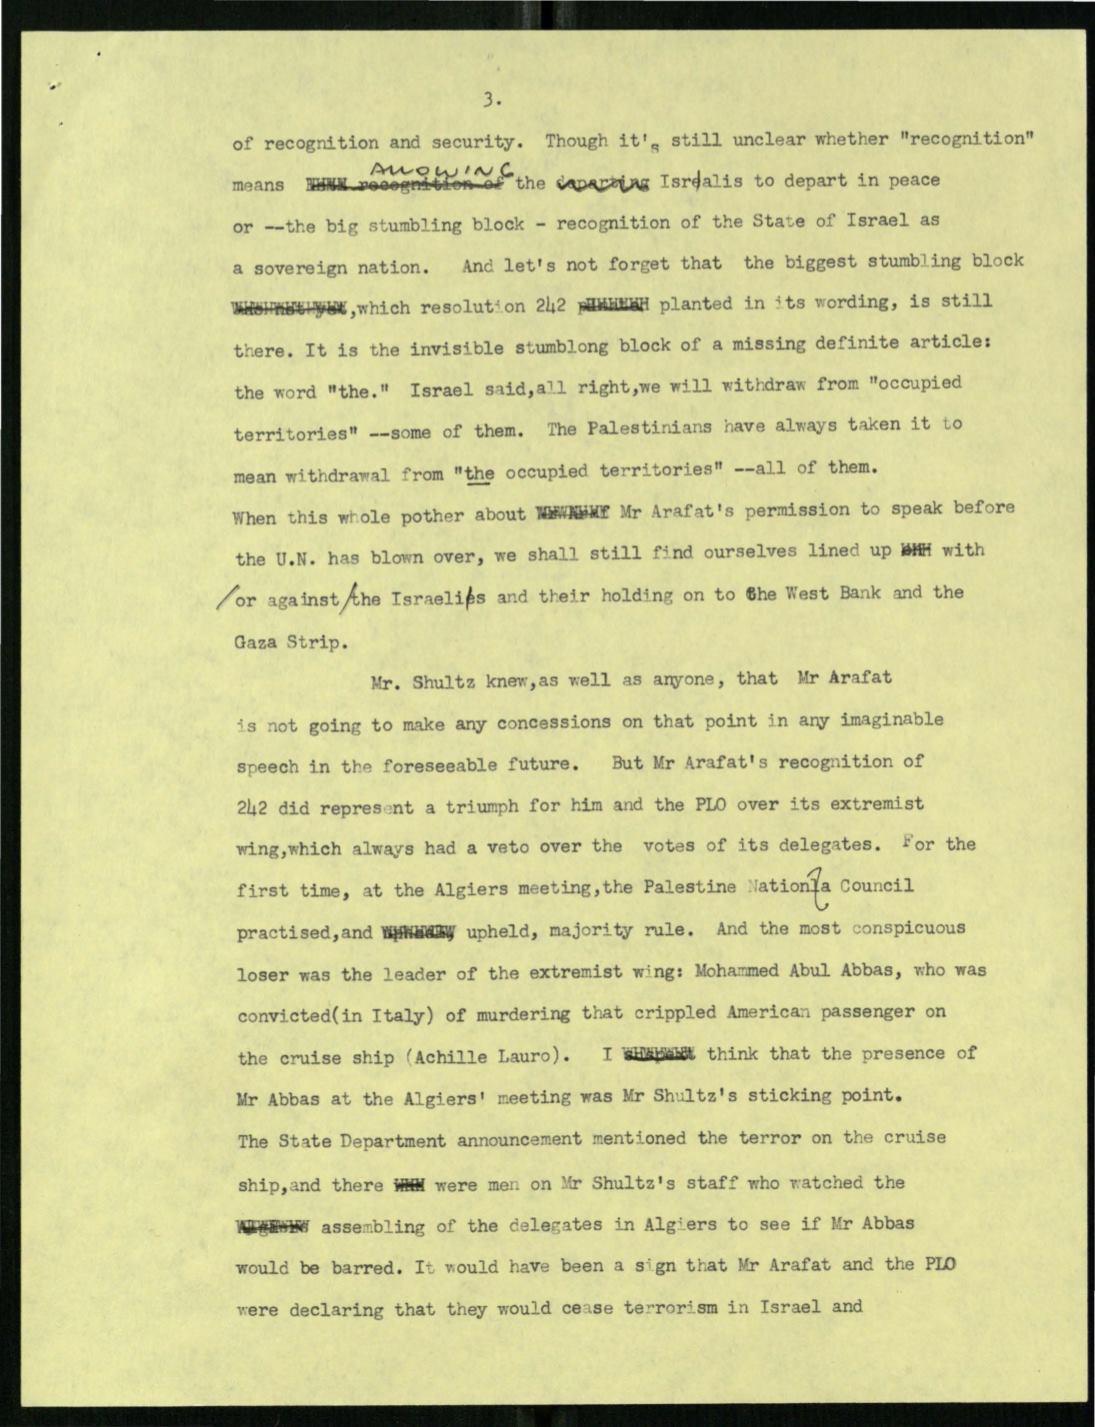 3.
of recognition and security. Though it's still unclear whether "recognition"
ALLOWING
means recognition of the departing Isrealis to depart in peace
or --the big stumbling block - recognition of the State of Israel as
a sovereign nation. And let's not forget that the biggest stumbling block
,which resolution 242 planted in its wording, is still
there. It is the invisible stumblong block of a missing definite article:
the word "the." Israel said,all right,we will withdraw from "occupied
territories" --some of them. The Palestinians have always taken it to
mean withdrawal from "the occupied territories" --all of them.
When this whole pother about Mr Arafat's permission to speak before
the U.N. has blown over, we shall still find ourselves lined up with
/or against/the Israelies and their holding on to the West Bank and the
Gaza Strip.
Mr. Shultz knew,as well as anyone, that Mr Arafat
is not going to make any concessions on that point in any imaginable
speech in the foreseeable future. But Mr Arafat's recognition of
242 did represent a triumph for him and the PLO over its extremist
wing,which always had a veto over the votes of its delegates. For the
first time, at the Algiers meeting,the Palestine Nationla Council
practised,and upheld, majority rule. And the most conspicuous
loser was the leader of the extremist wing: Mohammed Abul Abbas, who was
convicted(in Italy) of murdering that crippled American passenger on
the cruise ship (Achille Lauro). I think that the presence of
Mr Abbas at the Algiers' meeting was Mr Shultz's sticking point.
The State Department announcement mentioned the terror on the cruise
ship,and there were men on Mr Shultz's staff who watched the
assembling of the delegates in Algiers to see if Mr Abbas
would be barred. It would have been a sign that Mr Arafat and the PLO
were declaring that they would cease terrorism in Israel and